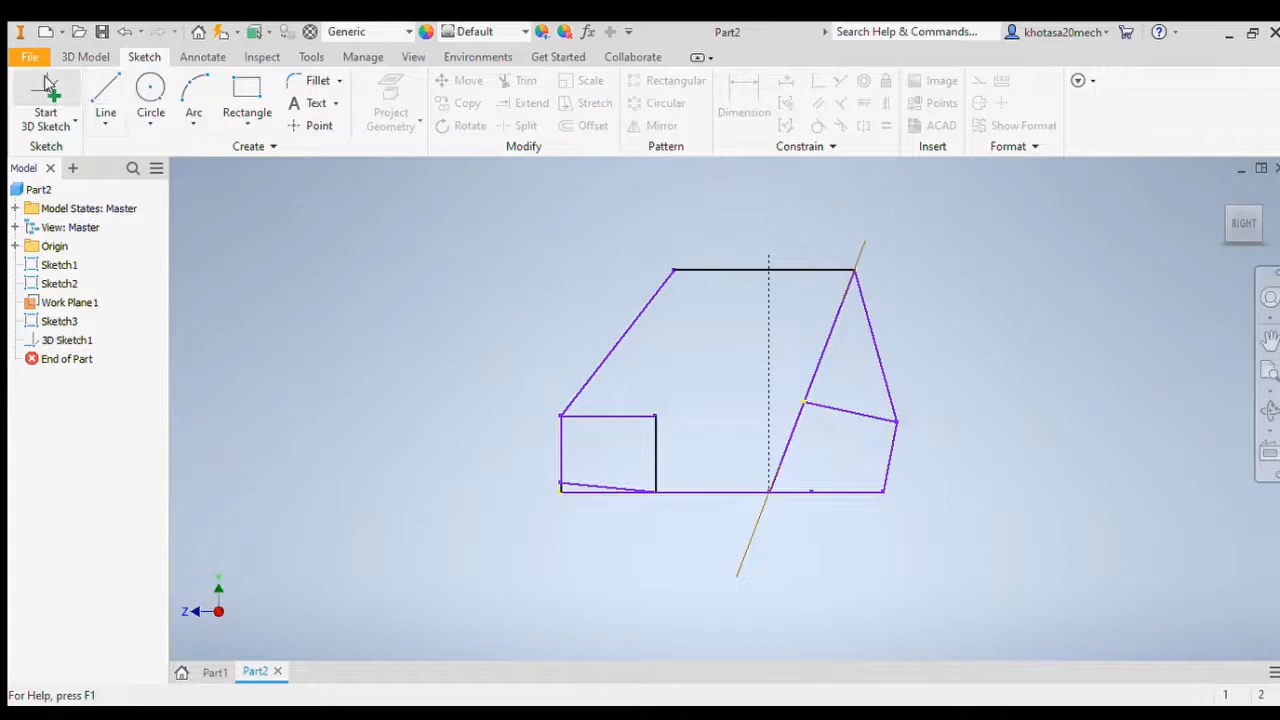 Generic
Default
fx
Part2
Search Help & Commands...
khotasa20mech
File
3D Model
Sketch
Annotate
Inspect
Tools
Manage
View
Environments
Get Started
Collaborate
Start
3D Sketch
Line
Circle
Arc
Rectangle
Fillet
Text
Point
Project
Geometry
Move
Trim
Scale
Copy
Extend
Stretch
Rotate
Split
Offset
Rectangular
Circular
Mirror
Dimension
Image
Points
ACAD
Show Format
Sketch
Create
Modify
Pattern
Constrain
Insert
Format
Model
Part2
Model States: Master
View: Master
Origin
Sketch1
Sketch2
Work Plane1
Sketch3
3D Sketch1
End of Part
RIGHT
Y
Z
Part1
Part2
For Help, press F1
1
2